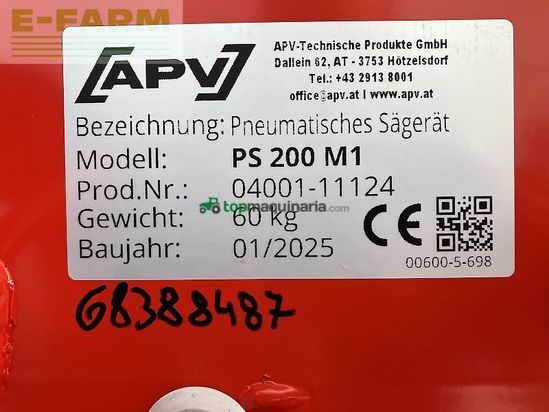 E-FARM
APV
APV-Technische Produkte GmbH
Dallein 62, AT - 3753 Hötzelsdorf
Tel.: +43 2913 8001
office@apv.at I www.apv.at
Bezeichnung: Pneumatisches Sägerät
Modell: PS 200 M1
Prod.Nr.: 04001-11124
topmaquinaria.com
Gewicht: 60 kg
Baujahr: 01/2025
CE
00600-5-698
68388487